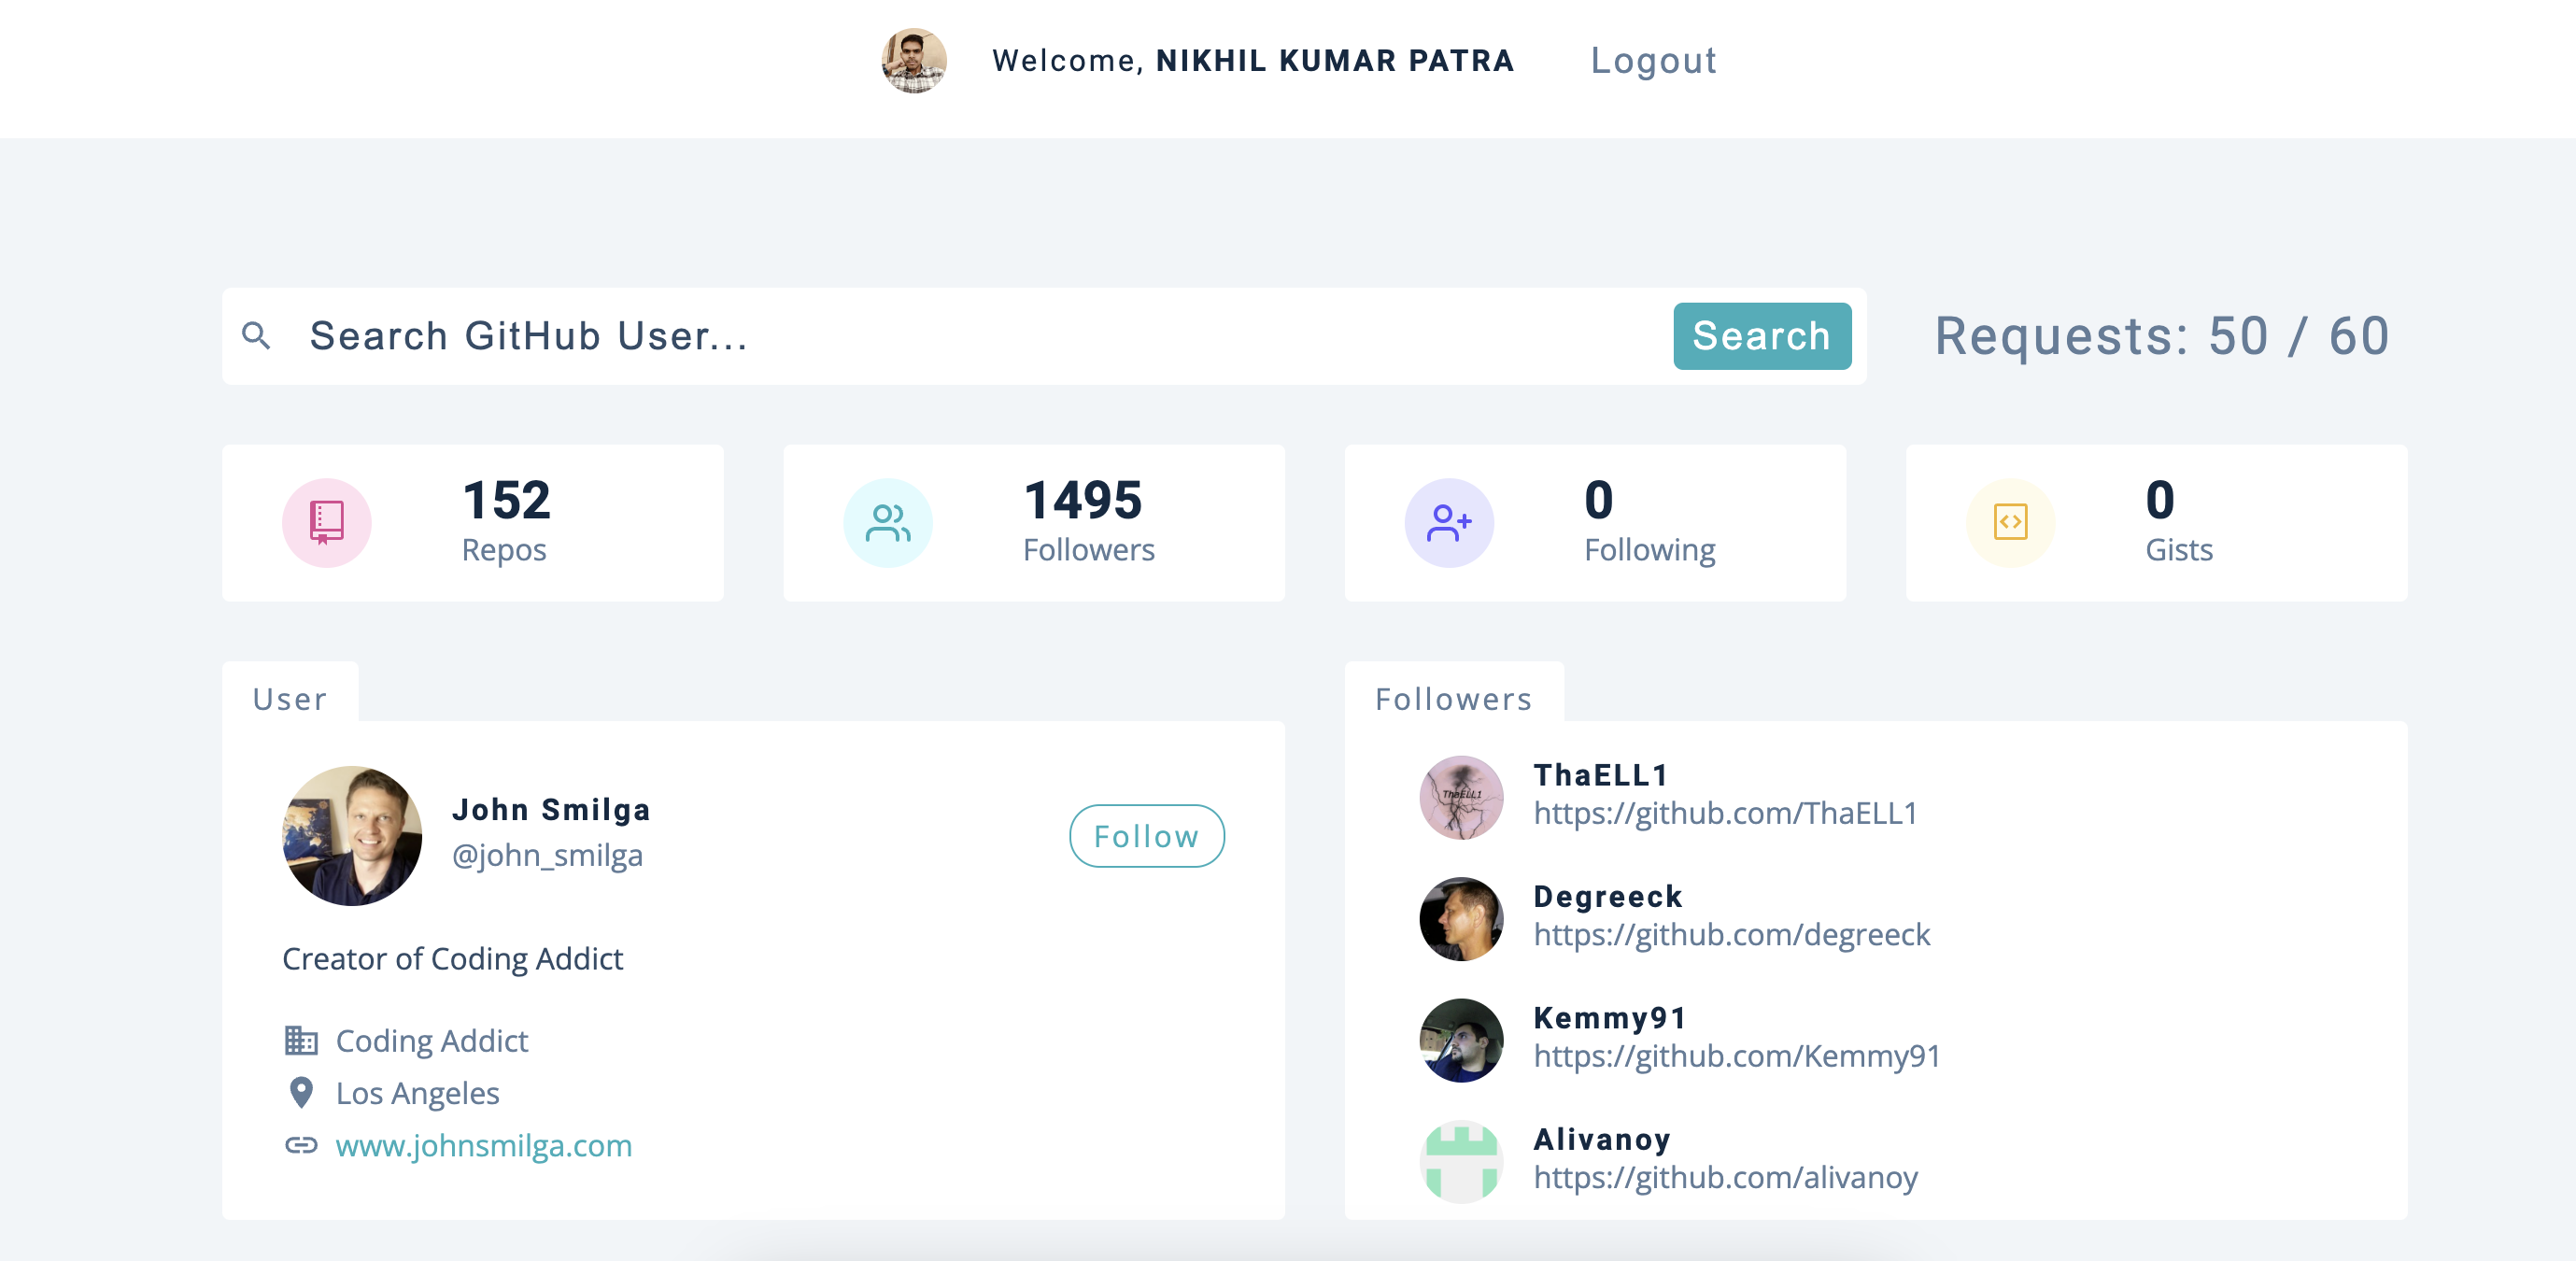 Welcome, NIKHIL KUMAR PATRA
Logout
Search GitHub User...
Search
Requests: 50 / 60
152
Repos
1495
Followers
0
Following
0
Gists
User
John Smilga
@john_smilga
Follow
Creator of Coding Addict
Coding Addict
Los Angeles
www.johnsmilga.com
Followers
ThaELL1
ThaELL1
https://github.com/ThaELL1
Degreeck
https://github.com/degreeck
Kemmy91
https://github.com/Kemmy91
Alivanoy
https://github.com/alivanoy